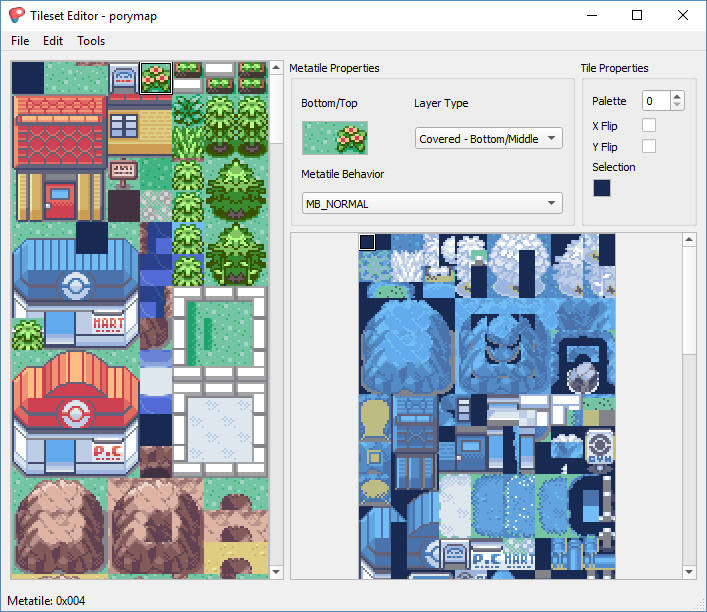 Tileset Editor - porymap
File Edit Tools
Metatile Properties
Tile Properties
Bottom/Top
Layer Type
Covered - Bottom/Middle
Metatile Behavior
MB_NORMAL
Palette 0
X Flip
Y Flip
Selection
MART
P.C
GYM
P.C MART
Metatile: 0x004